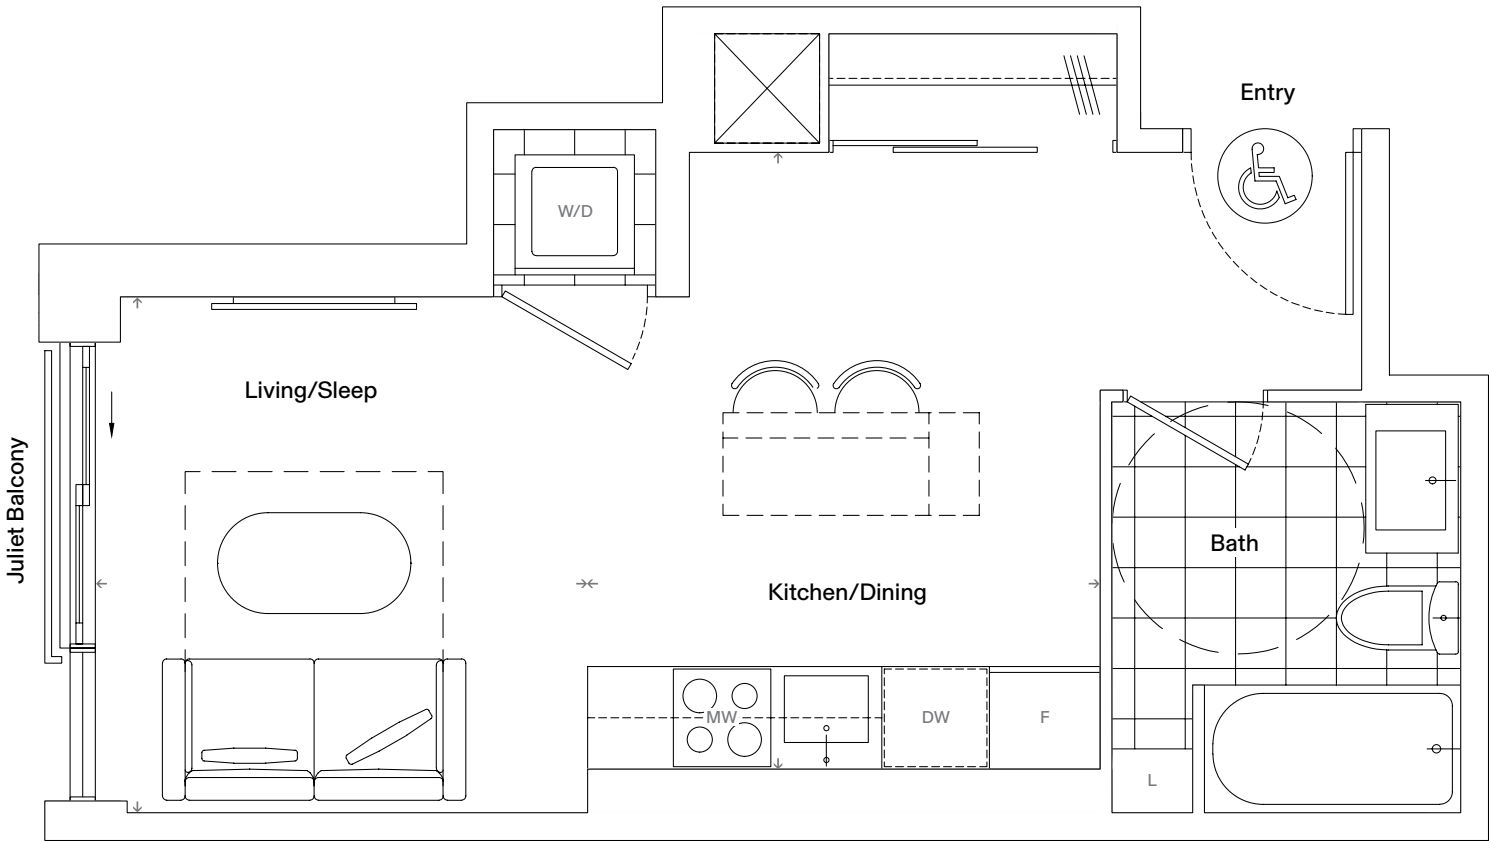 Entry
W/D
Living/Sleep
Juliet Balcony
Bath
Kitchen/Dining
MW
DW
F
L